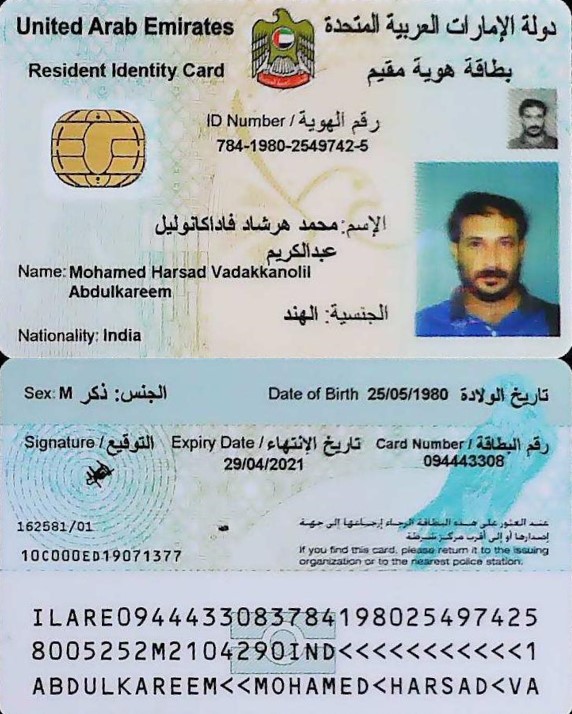 United Arab Emirates دولة الإمارات العربية المتحدة
Resident Identity Card بطاقة هوية مقيم
ID Number / رقم الهوية
784-1980-2549742-5
الإسم: محمد هرشاد فاداكانوليل
عبدالكريم
Name: Mohamed Harsad Vadakkanolil
Abdulkareem
الجنسية: الهند
Nationality: India
Sex: M الجنس: ذكر Date of Birth 25/05/1980 تاريخ الولادة
Signature / التوقيع Expiry Date / تاريخ الإنتهاء Card Number / رقم البطاقة
29/04/2021 094443308
162581/01
عند العثور على هذه البطاقة الرجاء إرجاعها إلى جهة
إصدارها أو إلى أقرب مركز شرطة
10C000ED19071377
If you find this card, please return it to the issuing
organization or to the nearest police station.
ILARE0944433083784198025497425
8005252M2104290IND<<<<<<<<<<<1
ABDULKAREEM<<MOHAMED<HARSAD<VA